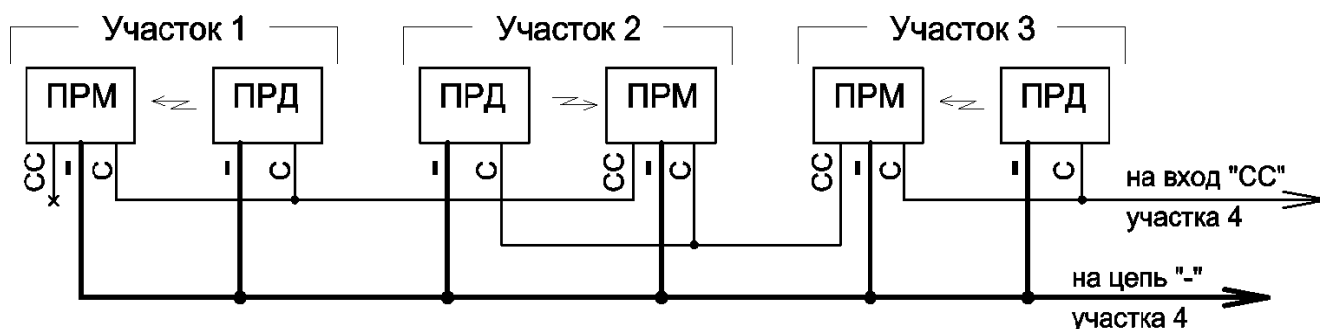 Участок 1 Участок 2 Участок 3
ПРМ ПРД ПРД ПРМ ПРМ ПРД
СС - С - С - С СС - С СС - С - С
на вход "СС"
участка 4
на цепь "-"
участка 4